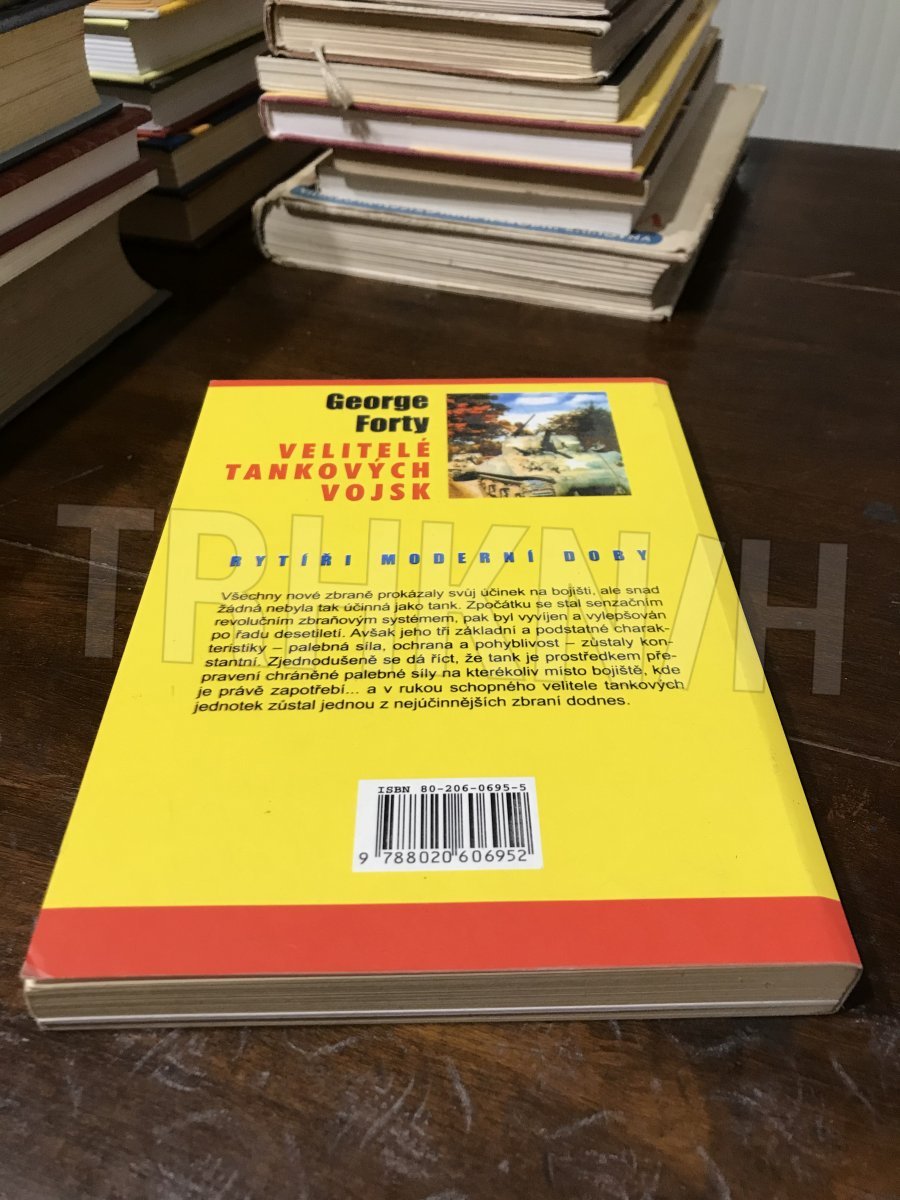 George
Forty
VELITELÉ
TANKOVÝCH
VOJSK
RYTÍŘI MODERNÍ DOBY
Všechny nové zbraně prokázaly svůj účinek na bojišti, ale snad
žádná nebyla tak účinná jako tank. Zpočátku se stal senzačním
revolučním zbraňovým systémem, pak byl vyvíjen a vylepšován
po řadu desetiletí. Avšak jeho tři základní a podstatné charak-
teristiky – palebná síla, ochrana a pohyblivost – zůstaly kon-
stantní. Zjednodušeně se dá říct, že tank je prostředkem pře-
pravení chráněné palebné síly na kterékoliv místo bojiště, kde
je právě zapotřebí... a v rukou schopného velitele tankových
jednotek zůstal jednou z nejúčinnějších zbraní dodnes.
ISBN 80-206-0695-5
9 788020 606952